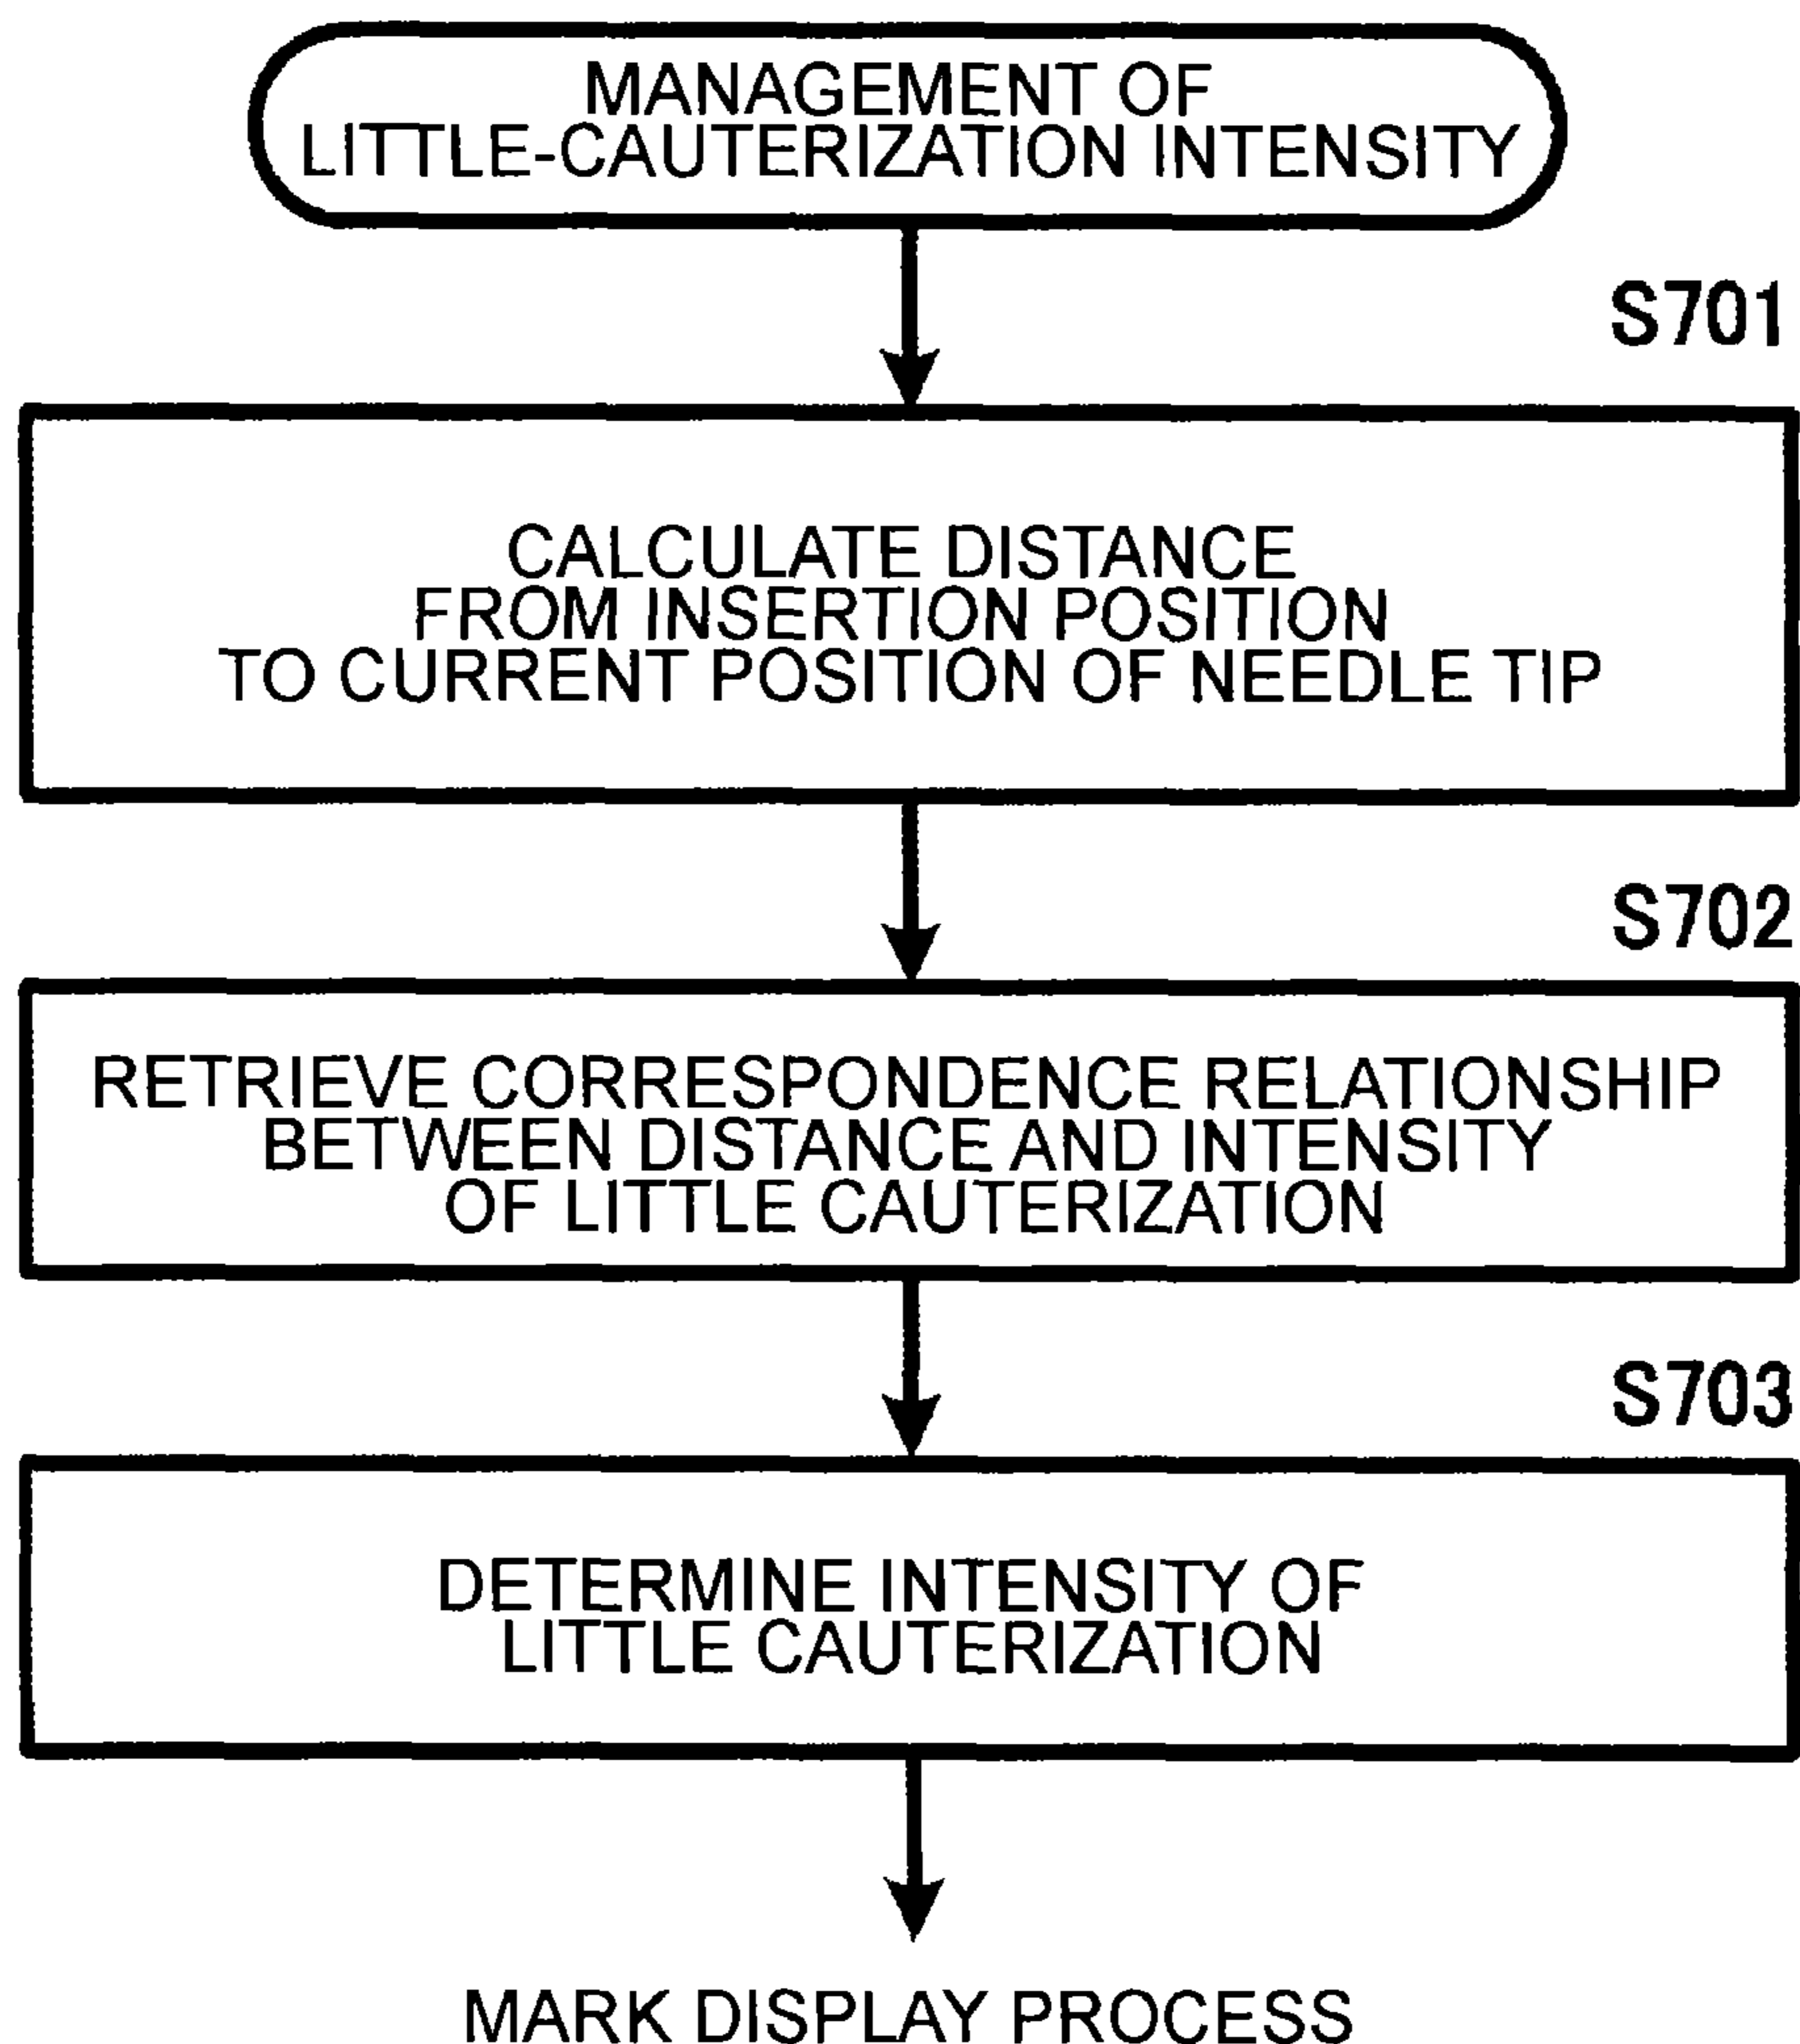 MANAGEMENT OF
LITTLE-CAUTERIZATION INTENSITY
S701
CALCULATE DISTANCE
FROM INSERTION POSITION
TO CURRENT POSITION OF NEEDLE TIP
S702
RETRIEVE CORRESPONDENCE RELATIONSHIP
BETWEEN DISTANCE AND INTENSITY
OF LITTLE CAUTERIZATION
S703
DETERMINE INTENSITY OF
LITTLE CAUTERIZATION
MARK DISPLAY PROCESS